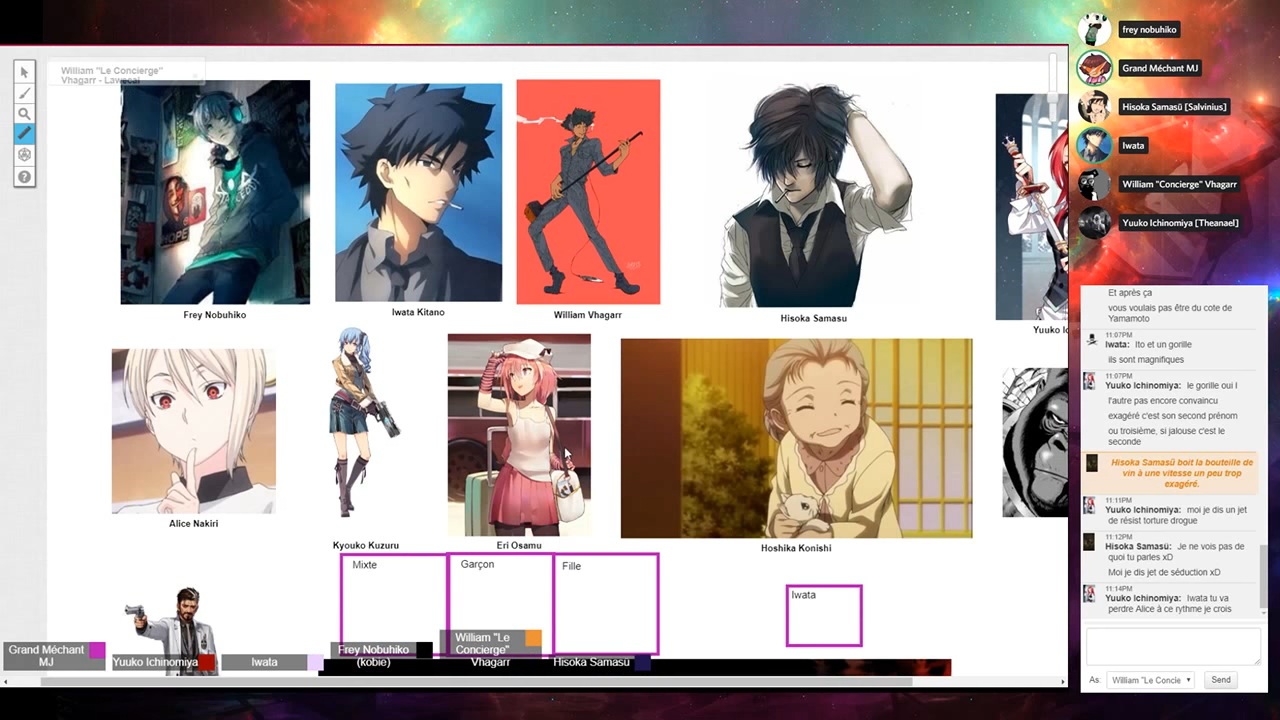 William "Le Concierge"
Vhagarr - Lawscal
Frey Nobuhiko
Iwata Kitano
William Vhagarr
Hisoka Samasu
Alice Nakiri
Kyouko Kuzuru
Eri Osamu
Hoshika Konishi
Mixte
Garçon
Fille
Iwata
Grand Méchant
MJ
Yuuko Ichinomiya
Iwata
Frey Nobuhiko
(kobie)
William "Le
Concierge"
Vhagarr
Hisoka Samasu
frey nobuhiko
Grand Méchant MJ
Hisoka Samasū [Salvinius]
Iwata
William "Concierge" Vhagarr
Yuuko Ichinomiya [Theanael]
Et après ça
vous voulais pas être du cote de
Yamamoto
11:07PM
Iwata: Ito et un gorille
ils sont magnifiques
11:07PM
Yuuko Ichinomiya: le gorille oui !
l'autre pas encore convaincu
exagéré c'est son second prénom
ou troisième, si jalouse c'est le
seconde
Hisoka Samasū boit la bouteille de
vin à une vitesse un peu trop
exagéré.
11:11PM
Yuuko Ichinomiya: moi je dis un jet
de résist torture drogue
11:12PM
Hisoka Samasū: Je ne vois pas de
quoi tu parles xD
Moi je dis jet de séduction xD
11:14PM
Yuuko Ichinomiya: Iwata tu va
perdre Alice à ce rythme je crois
As: William "Le Concie
Send